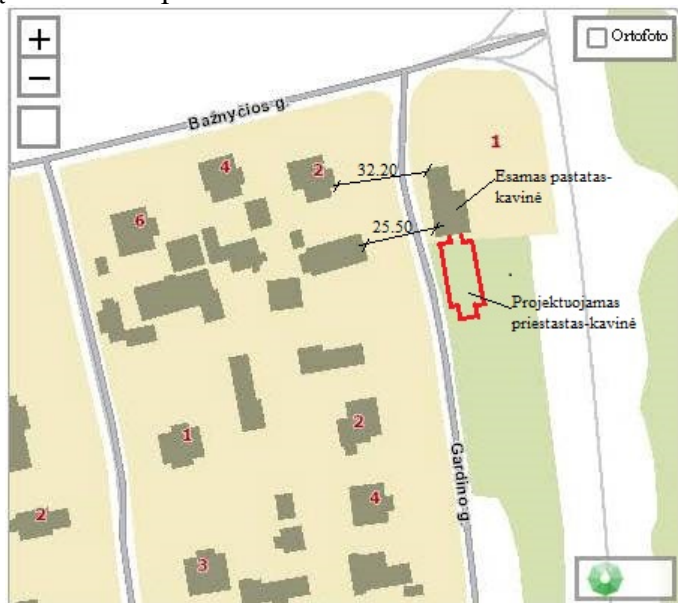 +
−
Ortofoto
Bažnyčios g.
1
4
2
32.20
Esamas pastatas-
kavinė
6
25.50
Projektuojamas
priestastas-kavinė
1
2
Gardino g.
4
2
3